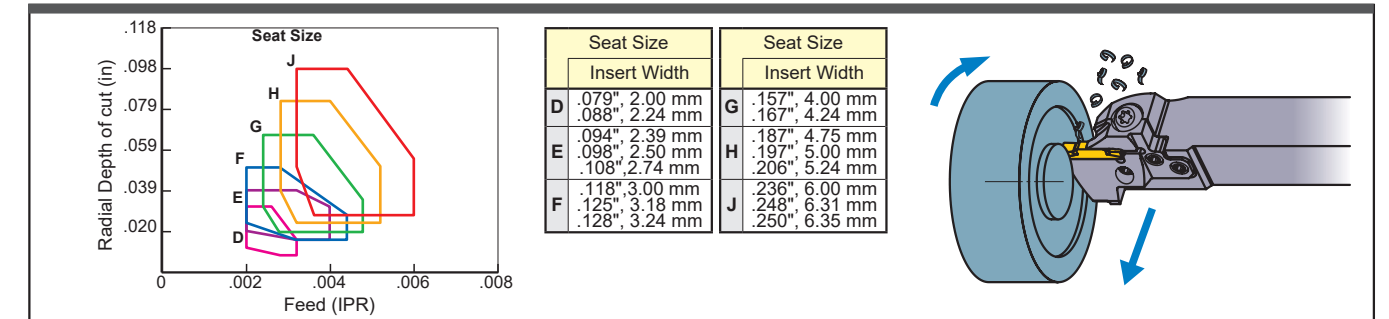 Seat Size
.118
.098
.079
.059
.039
.020
Radial Depth of cut (in)
J
H
G
F
E
D
0 .002 .004 .006 .008
Feed (IPR)
Seat Size
Insert Width
D
.079", 2.00 mm
.088", 2.24 mm
E
.094", 2.39 mm
.098", 2.50 mm
.108",2.74 mm
F
.118",3.00 mm
.125", 3.18 mm
.128", 3.24 mm
Seat Size
Insert Width
G
.157", 4.00 mm
.167", 4.24 mm
H
.187", 4.75 mm
.197", 5.00 mm
.206", 5.24 mm
J
.236", 6.00 mm
.248", 6.31 mm
.250", 6.35 mm